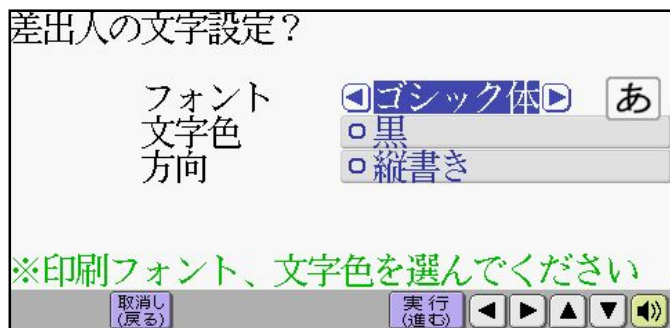 差出人の文字設定？
フォント ゴシック体 あ
文字色 黒
方向 縦書き
※印刷フォント、文字色を選んでください
取消し 実行
(戻る) (進む)